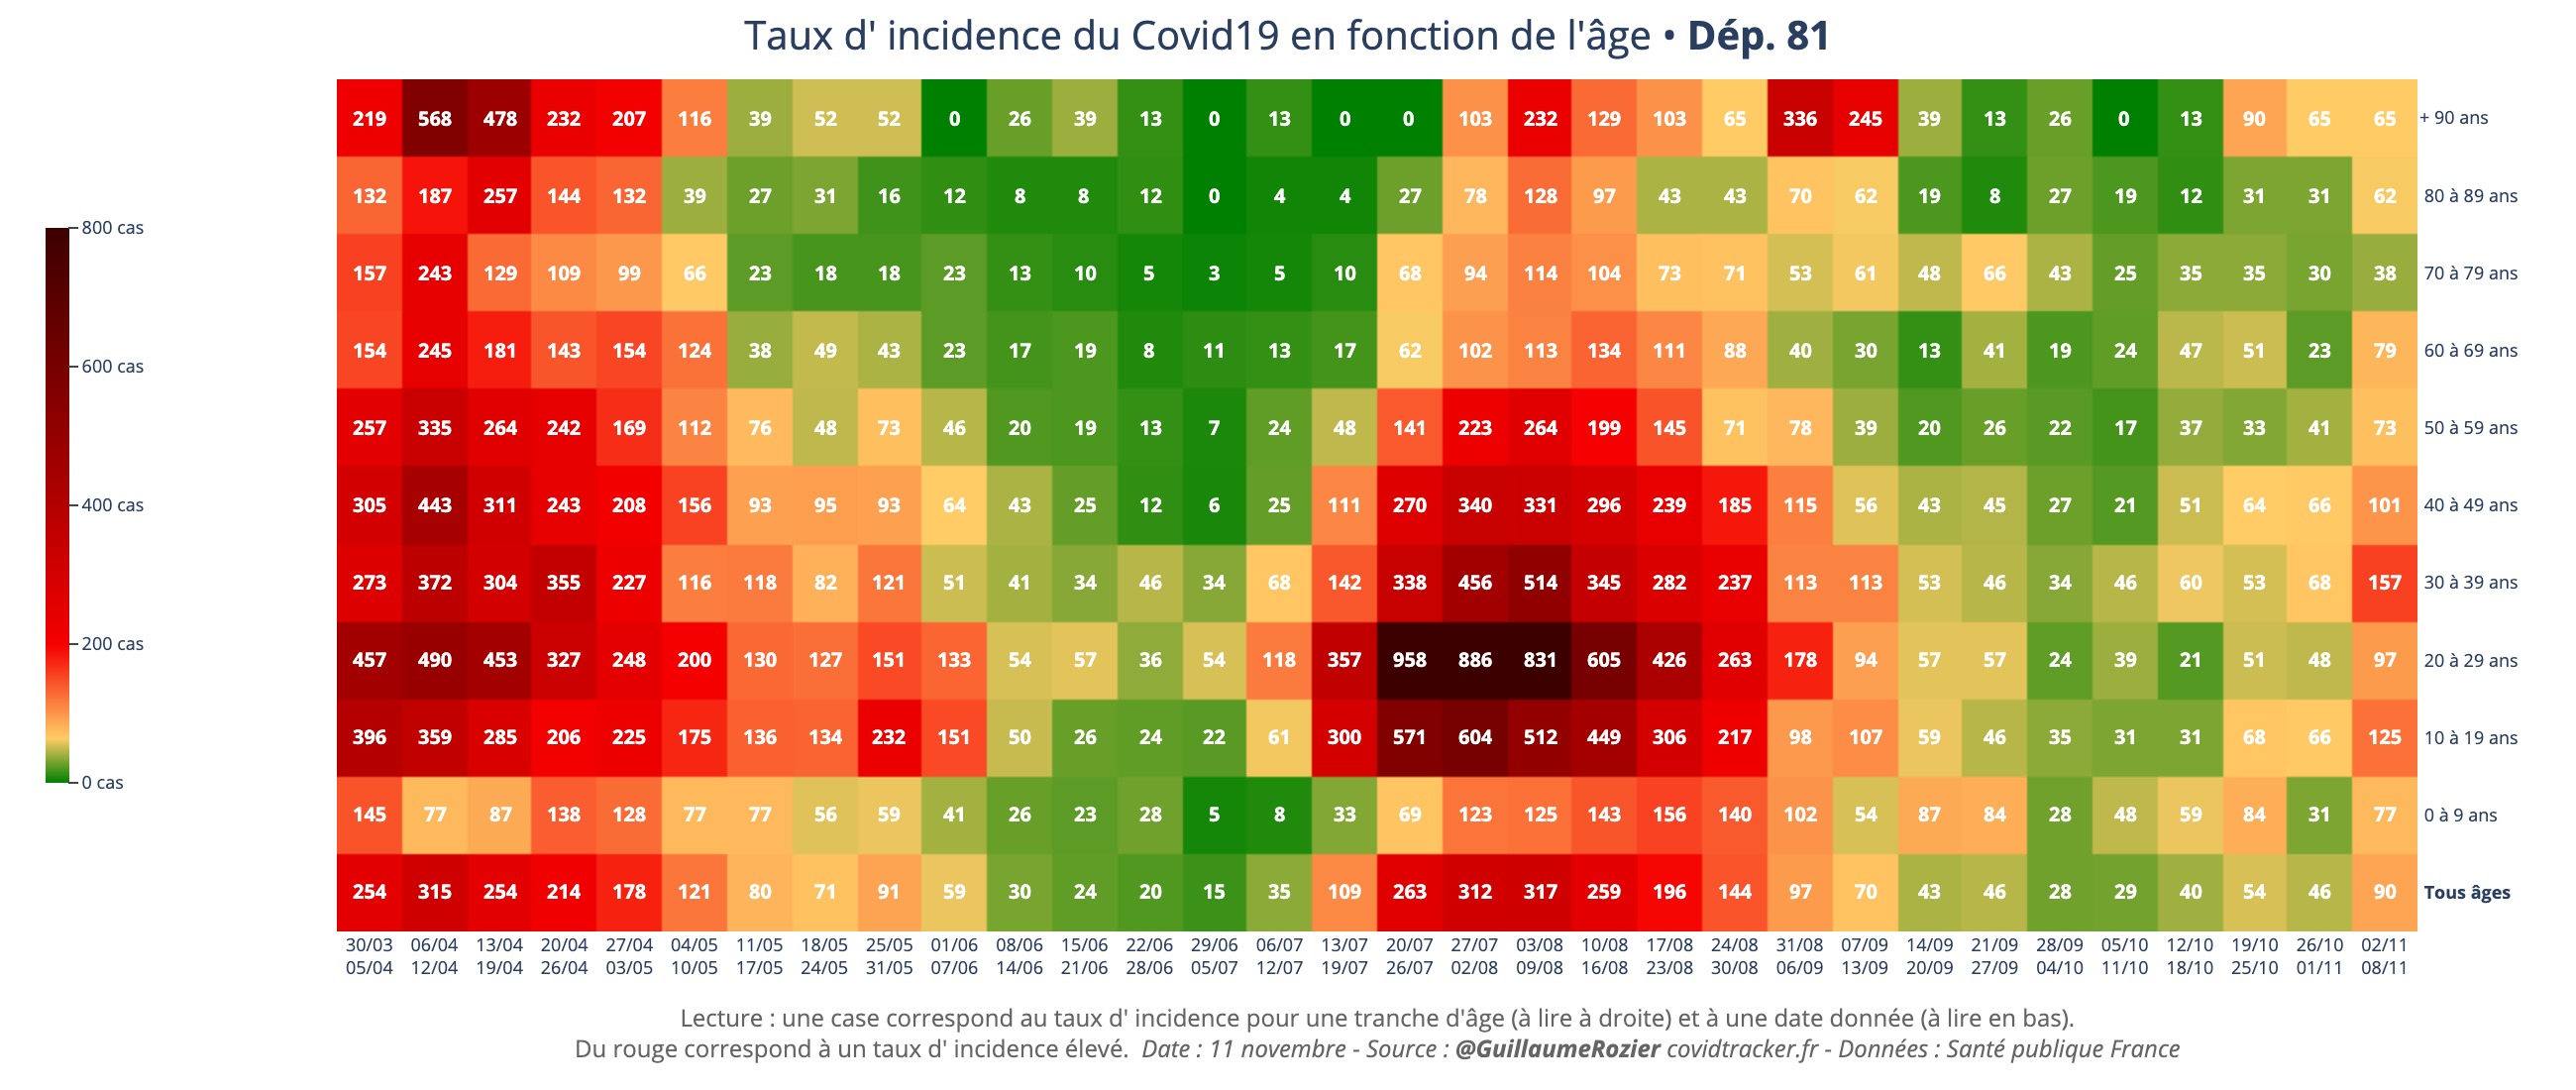 Taux d' incidence du Covid19 en fonction de l'âge • Dép. 81
800 cas
600 cas
400 cas
200 cas
0 cas
219 568 478 232 207 116 39 52 52 0 26 39 13 0 13 0 0 103 232 129 103 65 336 245 39 13 26 0 13 90 65 65 + 90 ans
132 187 257 144 132 39 27 31 16 12 8 8 12 0 4 4 27 78 128 97 43 43 70 62 19 8 27 19 12 31 31 62 80 à 89 ans
157 243 129 109 99 66 23 18 18 23 13 10 5 3 5 10 68 94 114 104 73 71 53 61 48 66 43 25 35 35 30 38 70 à 79 ans
154 245 181 143 154 124 38 49 43 23 17 19 8 11 13 17 62 102 113 134 111 88 40 30 13 41 19 24 47 51 23 79 60 à 69 ans
257 335 264 242 169 112 76 48 73 46 20 19 13 7 24 48 141 223 264 199 145 71 78 39 20 26 22 17 37 33 41 73 50 à 59 ans
305 443 311 243 208 156 93 95 93 64 43 25 12 6 25 111 270 340 331 296 239 185 115 56 43 45 27 21 51 64 66 101 40 à 49 ans
273 372 304 355 227 116 118 82 121 51 41 34 46 34 68 142 338 456 514 345 282 237 113 113 53 46 34 46 60 53 68 157 30 à 39 ans
457 490 453 327 248 200 130 127 151 133 54 57 36 54 118 357 958 886 831 605 426 263 178 94 57 57 24 39 21 51 48 97 20 à 29 ans
396 359 285 206 225 175 136 134 232 151 50 26 24 22 61 300 571 604 512 449 306 217 98 107 59 46 35 31 31 68 66 125 10 à 19 ans
145 77 87 138 128 77 77 56 59 41 26 23 28 5 8 33 69 123 125 143 156 140 102 54 87 84 28 48 59 84 31 77 0 à 9 ans
254 315 254 214 178 121 80 71 91 59 30 24 20 15 35 109 263 312 317 259 196 144 97 70 43 46 28 29 40 54 46 90 Tous âges
30/03 06/04 13/04 20/04 27/04 04/05 11/05 18/05 25/05 01/06 08/06 15/06 22/06 29/06 06/07 13/07 20/07 27/07 03/08 10/08 17/08 24/08 31/08 07/09 14/09 21/09 28/09 05/10 12/10 19/10 26/10 02/11
05/04 12/04 19/04 26/04 03/05 10/05 17/05 24/05 31/05 07/06 14/06 21/06 28/06 05/07 12/07 19/07 26/07 02/08 09/08 16/08 23/08 30/08 06/09 13/09 20/09 27/09 04/10 11/10 18/10 25/10 01/11 08/11
Lecture : une case correspond au taux d' incidence pour une tranche d'âge (à lire à droite) et à une date donnée (à lire en bas).
Du rouge correspond à un taux d' incidence élevé. Date : 11 novembre - Source : @GuillaumeRozier covidtracker.fr - Données : Santé publique France